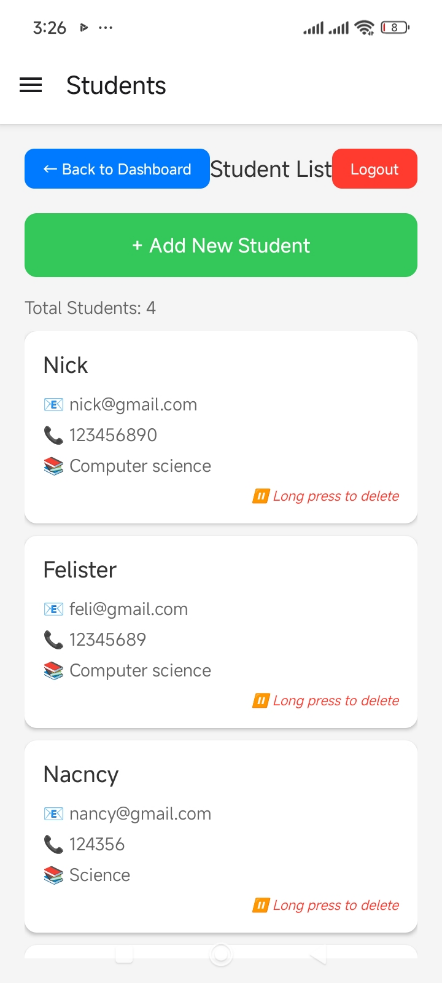 3:26 ... 8
Students
← Back to Dashboard Student List Logout
+ Add New Student
Total Students: 4
Nick
nick@gmail.com
123456890
Computer science
Long press to delete
Felister
feli@gmail.com
12345689
Computer science
Long press to delete
Nacncy
nancy@gmail.com
124356
Science
Long press to delete